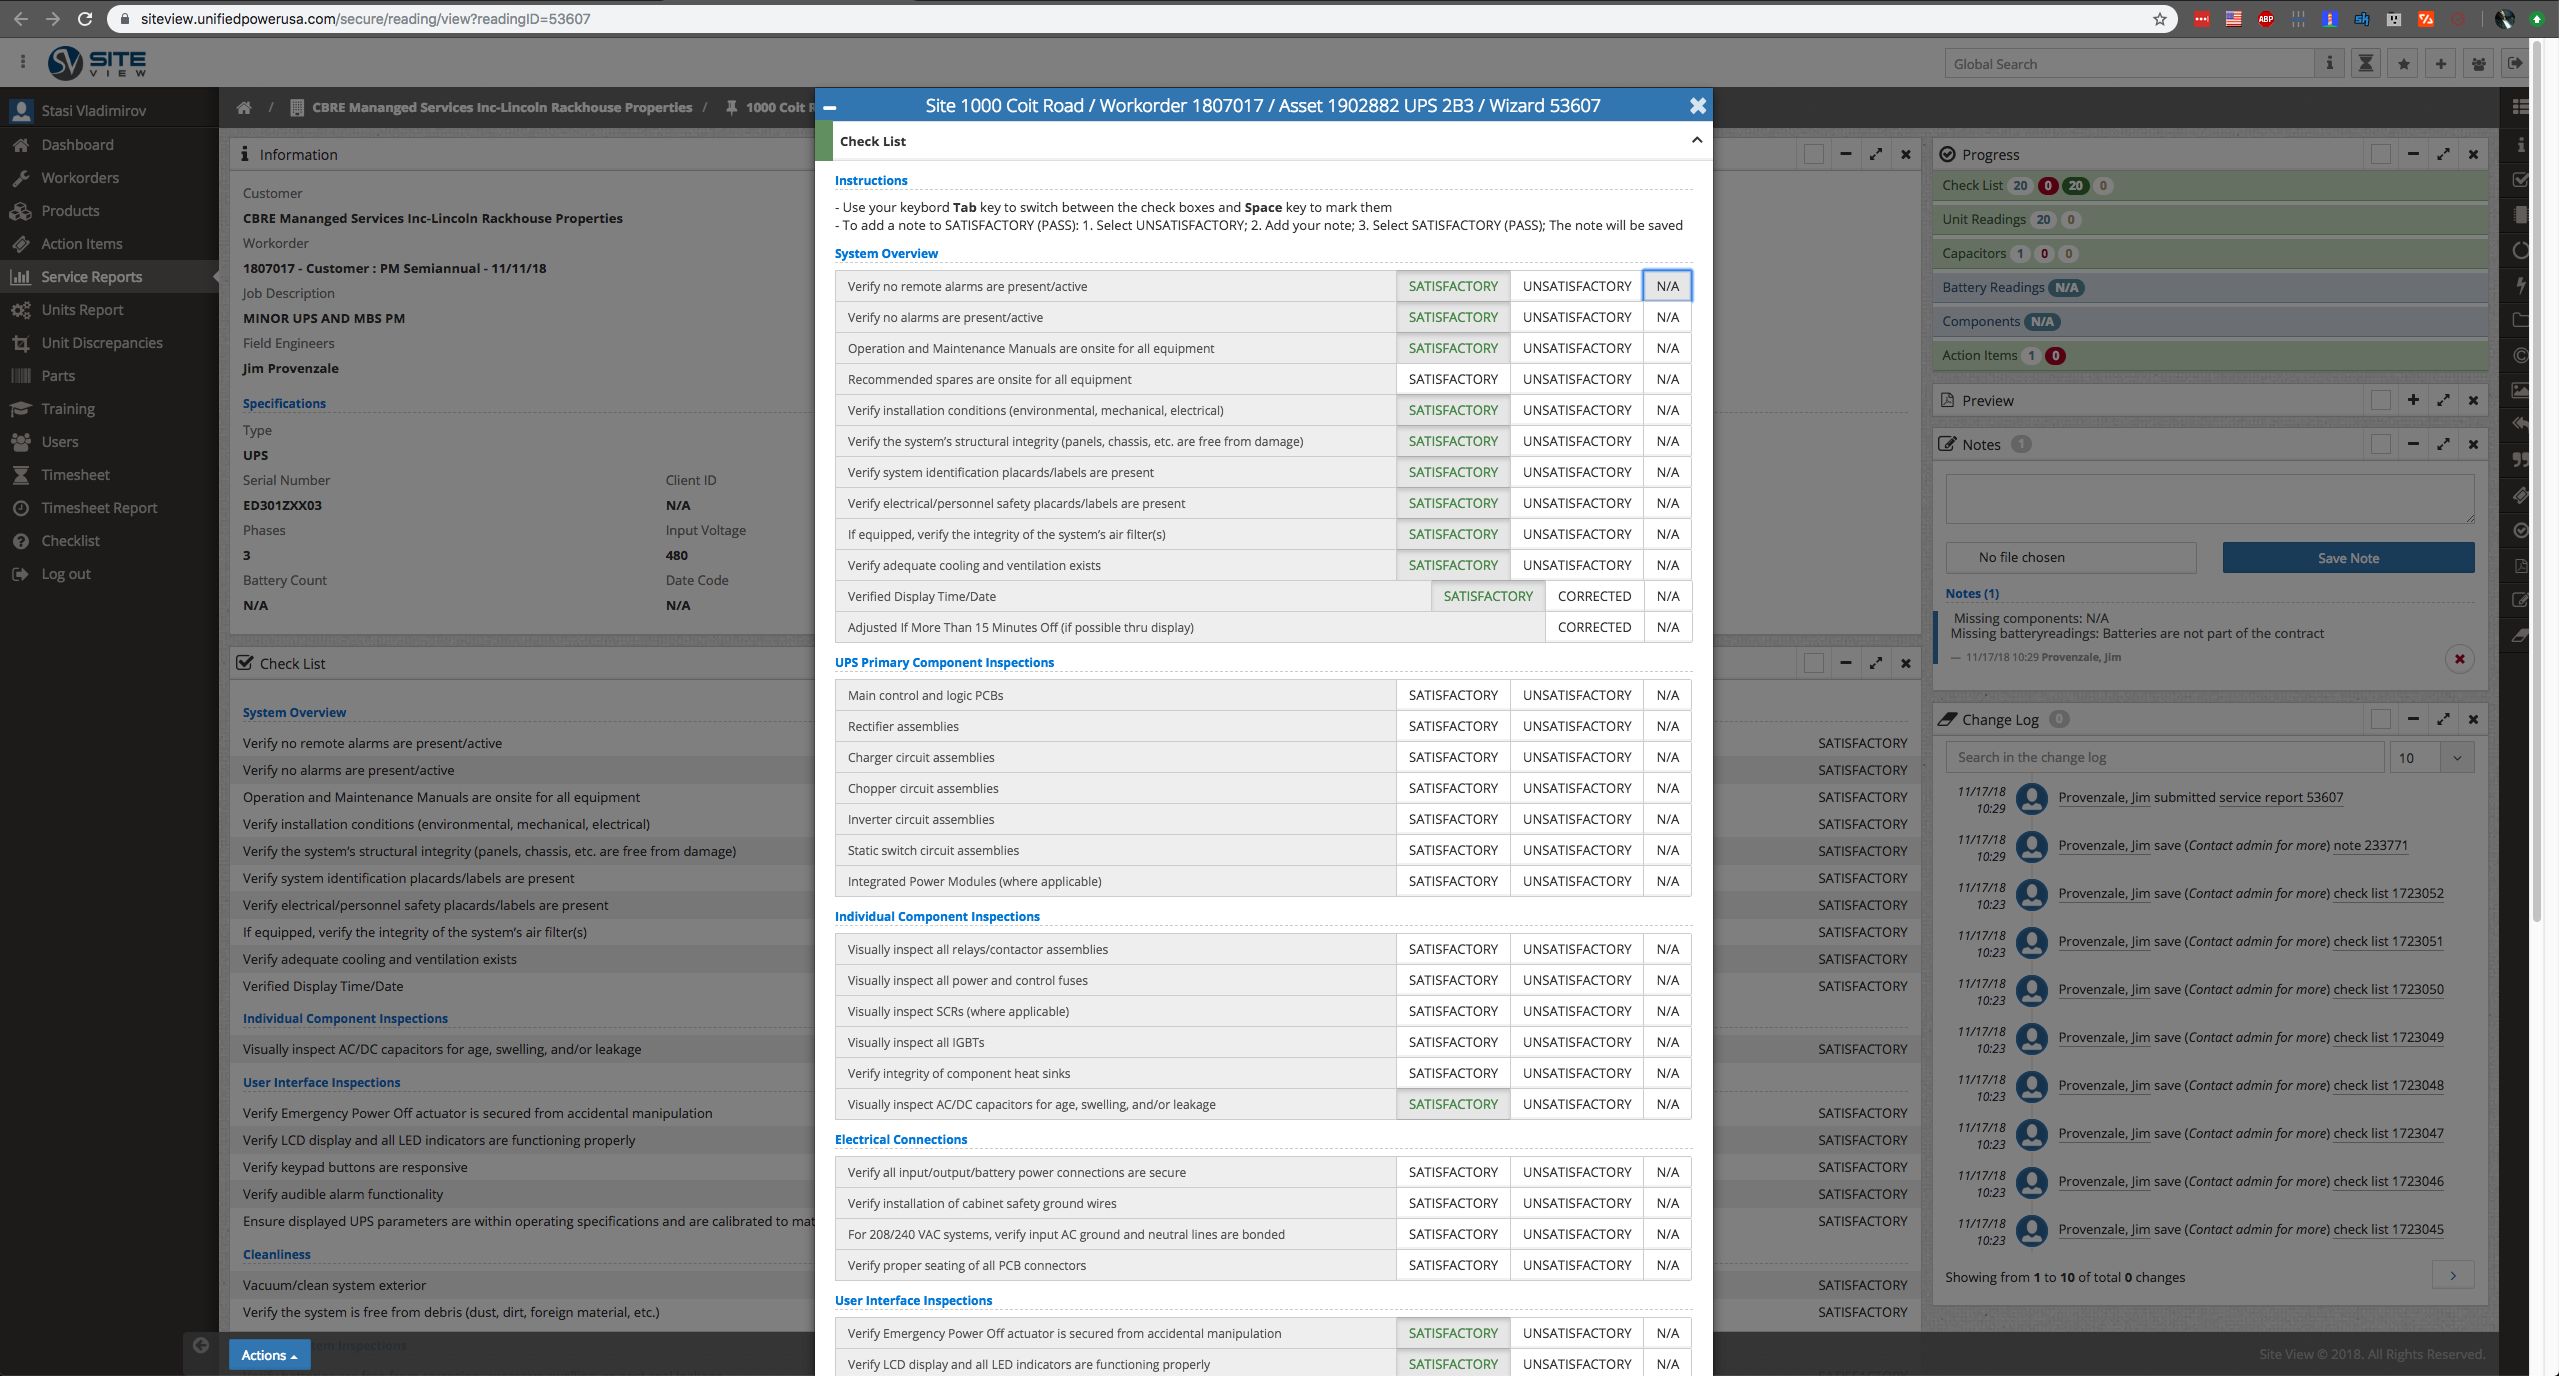 siteview.unifiedpowerusa.com/secure/reading/view?readingID=53607
SITE
VIEW
Global Search
Stasi Vladimirov
Dashboard
Workorders
Products
Action Items
Service Reports
Units Report
Unit Discrepancies
Parts
Training
Users
Timesheet
Timesheet Report
Checklist
Log out
/ CBRE Mananged Services Inc-Lincoln Rackhouse Properties / 1000 Coit
Information
Customer
CBRE Mananged Services Inc-Lincoln Rackhouse Properties
Workorder
1807017 - Customer : PM Semiannual - 11/11/18
Job Description
MINOR UPS AND MBS PM
Field Engineers
Jim Provenzale
Specifications
Type
UPS
Serial Number Client ID
ED301ZXX03 N/A
Phases Input Voltage
3 480
Battery Count Date Code
N/A N/A
Check List
System Overview
Verify no remote alarms are present/active SATISFACTORY
Verify no alarms are present/active SATISFACTORY
Operation and Maintenance Manuals are onsite for all equipment SATISFACTORY
Verify installation conditions (environmental, mechanical, electrical) SATISFACTORY
Verify the system's structural integrity (panels, chassis, etc. are free from damage) SATISFACTORY
Verify system identification placards/labels are present SATISFACTORY
Verify electrical/personnel safety placards/labels are present SATISFACTORY
If equipped, verify the integrity of the system's air filter(s) SATISFACTORY
Verify adequate cooling and ventilation exists SATISFACTORY
Verified Display Time/Date SATISFACTORY
Individual Component Inspections
Visually inspect AC/DC capacitors for age, swelling, and/or leakage SATISFACTORY
User Interface Inspections
Verify Emergency Power Off actuator is secured from accidental manipulation SATISFACTORY
Verify LCD display and all LED indicators are functioning properly SATISFACTORY
Verify keypad buttons are responsive SATISFACTORY
Verify audible alarm functionality SATISFACTORY
Ensure displayed UPS parameters are within operating specifications and are calibrated to SATISFACTORY
Cleanliness
Vacuum/clean system exterior SATISFACTORY
Verify the system is free from debris (dust, dirt, foreign material, etc.) SATISFACTORY
Actions
Site 1000 Coit Road / Workorder 1807017 / Asset 1902882 UPS 2B3 / Wizard 53607
Check List
Instructions
- Use your keybord Tab key to switch between the check boxes and Space key to mark them
- To add a note to SATISFACTORY (PASS): 1. Select UNSATISFACTORY; 2. Add your note; 3. Select SATISFACTORY (PASS); The note will be saved
System Overview
Verify no remote alarms are present/active SATISFACTORY UNSATISFACTORY N/A
Verify no alarms are present/active SATISFACTORY UNSATISFACTORY N/A
Operation and Maintenance Manuals are onsite for all equipment SATISFACTORY UNSATISFACTORY N/A
Recommended spares are onsite for all equipment SATISFACTORY UNSATISFACTORY N/A
Verify installation conditions (environmental, mechanical, electrical) SATISFACTORY UNSATISFACTORY N/A
Verify the system's structural integrity (panels, chassis, etc. are free from damage) SATISFACTORY UNSATISFACTORY N/A
Verify system identification placards/labels are present SATISFACTORY UNSATISFACTORY N/A
Verify electrical/personnel safety placards/labels are present SATISFACTORY UNSATISFACTORY N/A
If equipped, verify the integrity of the system's air filter(s) SATISFACTORY UNSATISFACTORY N/A
Verify adequate cooling and ventilation exists SATISFACTORY UNSATISFACTORY N/A
Verified Display Time/Date SATISFACTORY CORRECTED N/A
Adjusted If More Than 15 Minutes Off (if possible thru display) CORRECTED N/A
UPS Primary Component Inspections
Main control and logic PCBs SATISFACTORY UNSATISFACTORY N/A
Rectifier assemblies SATISFACTORY UNSATISFACTORY N/A
Charger circuit assemblies SATISFACTORY UNSATISFACTORY N/A
Chopper circuit assemblies SATISFACTORY UNSATISFACTORY N/A
Inverter circuit assemblies SATISFACTORY UNSATISFACTORY N/A
Static switch circuit assemblies SATISFACTORY UNSATISFACTORY N/A
Integrated Power Modules (where applicable) SATISFACTORY UNSATISFACTORY N/A
Individual Component Inspections
Visually inspect all relays/contactor assemblies SATISFACTORY UNSATISFACTORY N/A
Visually inspect all power and control fuses SATISFACTORY UNSATISFACTORY N/A
Visually inspect SCRs (where applicable) SATISFACTORY UNSATISFACTORY N/A
Visually inspect all IGBTs SATISFACTORY UNSATISFACTORY N/A
Verify integrity of component heat sinks SATISFACTORY UNSATISFACTORY N/A
Visually inspect AC/DC capacitors for age, swelling, and/or leakage SATISFACTORY UNSATISFACTORY N/A
Electrical Connections
Verify all input/output/battery power connections are secure SATISFACTORY UNSATISFACTORY N/A
Verify installation of cabinet safety ground wires SATISFACTORY UNSATISFACTORY N/A
For 208/240 VAC systems, verify input AC ground and neutral lines are bonded SATISFACTORY UNSATISFACTORY N/A
Verify proper seating of all PCB connectors SATISFACTORY UNSATISFACTORY N/A
User Interface Inspections
Verify Emergency Power Off actuator is secured from accidental manipulation SATISFACTORY UNSATISFACTORY N/A
Verify LCD display and all LED indicators are functioning properly SATISFACTORY UNSATISFACTORY N/A
Progress
Check List 20 0 20 0
Unit Readings 20 0
Capacitors 1 0 0
Battery Readings N/A
Components N/A
Action Items 1 0
Preview
Notes 1
No file chosen Save Note
Notes (1)
Missing components: N/A
Missing batteryreadings: Batteries are not part of the contract
— 11/17/18 10:29 Provenzale, Jim
Change Log 0
Search in the change log 10
11/17/18 10:29 Provenzale, Jim submitted service report 53607
11/17/18 10:29 Provenzale, Jim save (Contact admin for more) note 233771
11/17/18 10:23 Provenzale, Jim save (Contact admin for more) check list 1723052
11/17/18 10:23 Provenzale, Jim save (Contact admin for more) check list 1723051
11/17/18 10:23 Provenzale, Jim save (Contact admin for more) check list 1723050
11/17/18 10:23 Provenzale, Jim save (Contact admin for more) check list 1723049
11/17/18 10:23 Provenzale, Jim save (Contact admin for more) check list 1723048
11/17/18 10:23 Provenzale, Jim save (Contact admin for more) check list 1723047
11/17/18 10:23 Provenzale, Jim save (Contact admin for more) check list 1723046
11/17/18 10:23 Provenzale, Jim save (Contact admin for more) check list 1723045
Showing from 1 to 10 of total 0 changes
Site View © 2018. All Rights Reserved.